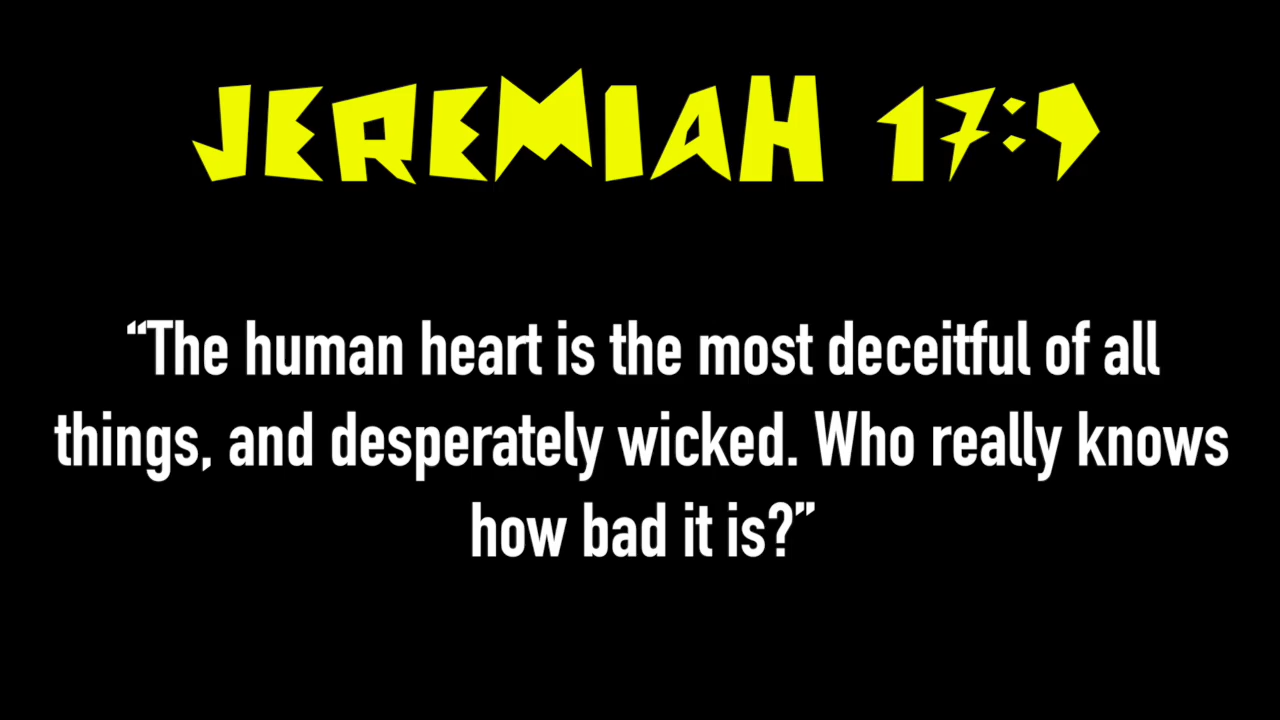 JEREMIAH 17:9
“The human heart is the most deceitful of all
things, and desperately wicked. Who really knows
how bad it is?”